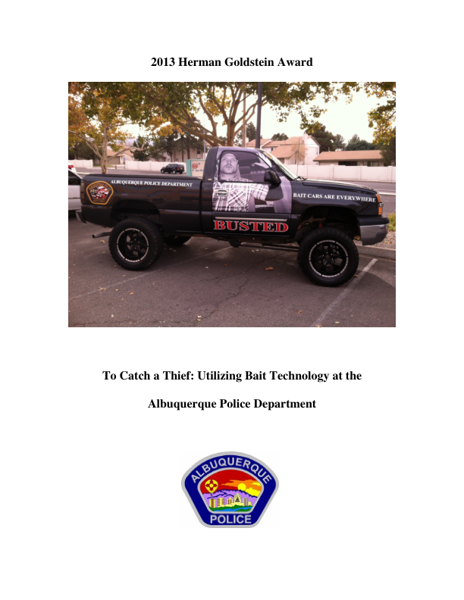 2013 Herman Goldstein Award
ALBUQUERQUE POLICE DEPARTMENT
BAIT CARS ARE EVERYWHERE
BUSTED
To Catch a Thief: Utilizing Bait Technology at the
Albuquerque Police Department
ALBUQUERQUE
POLICE